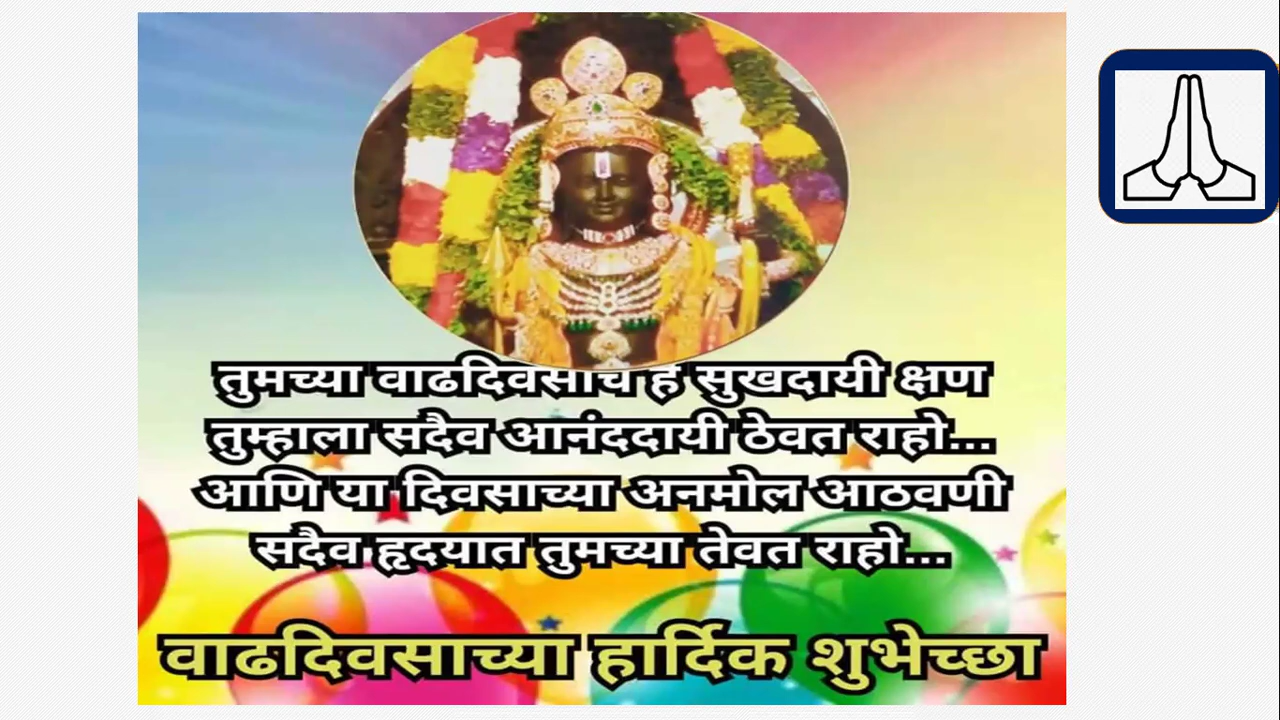 तुमच्या वाढदिवसाचे हे सुखदायी क्षण
तुम्हाला सदैव आनंददायी ठेवत राहो...
आणि या दिवसाच्या अनमोल आठवणी
सदैव हृदयात तुमच्या तेवत राहो...
वाढदिवसाच्या हार्दिक शुभेच्छा